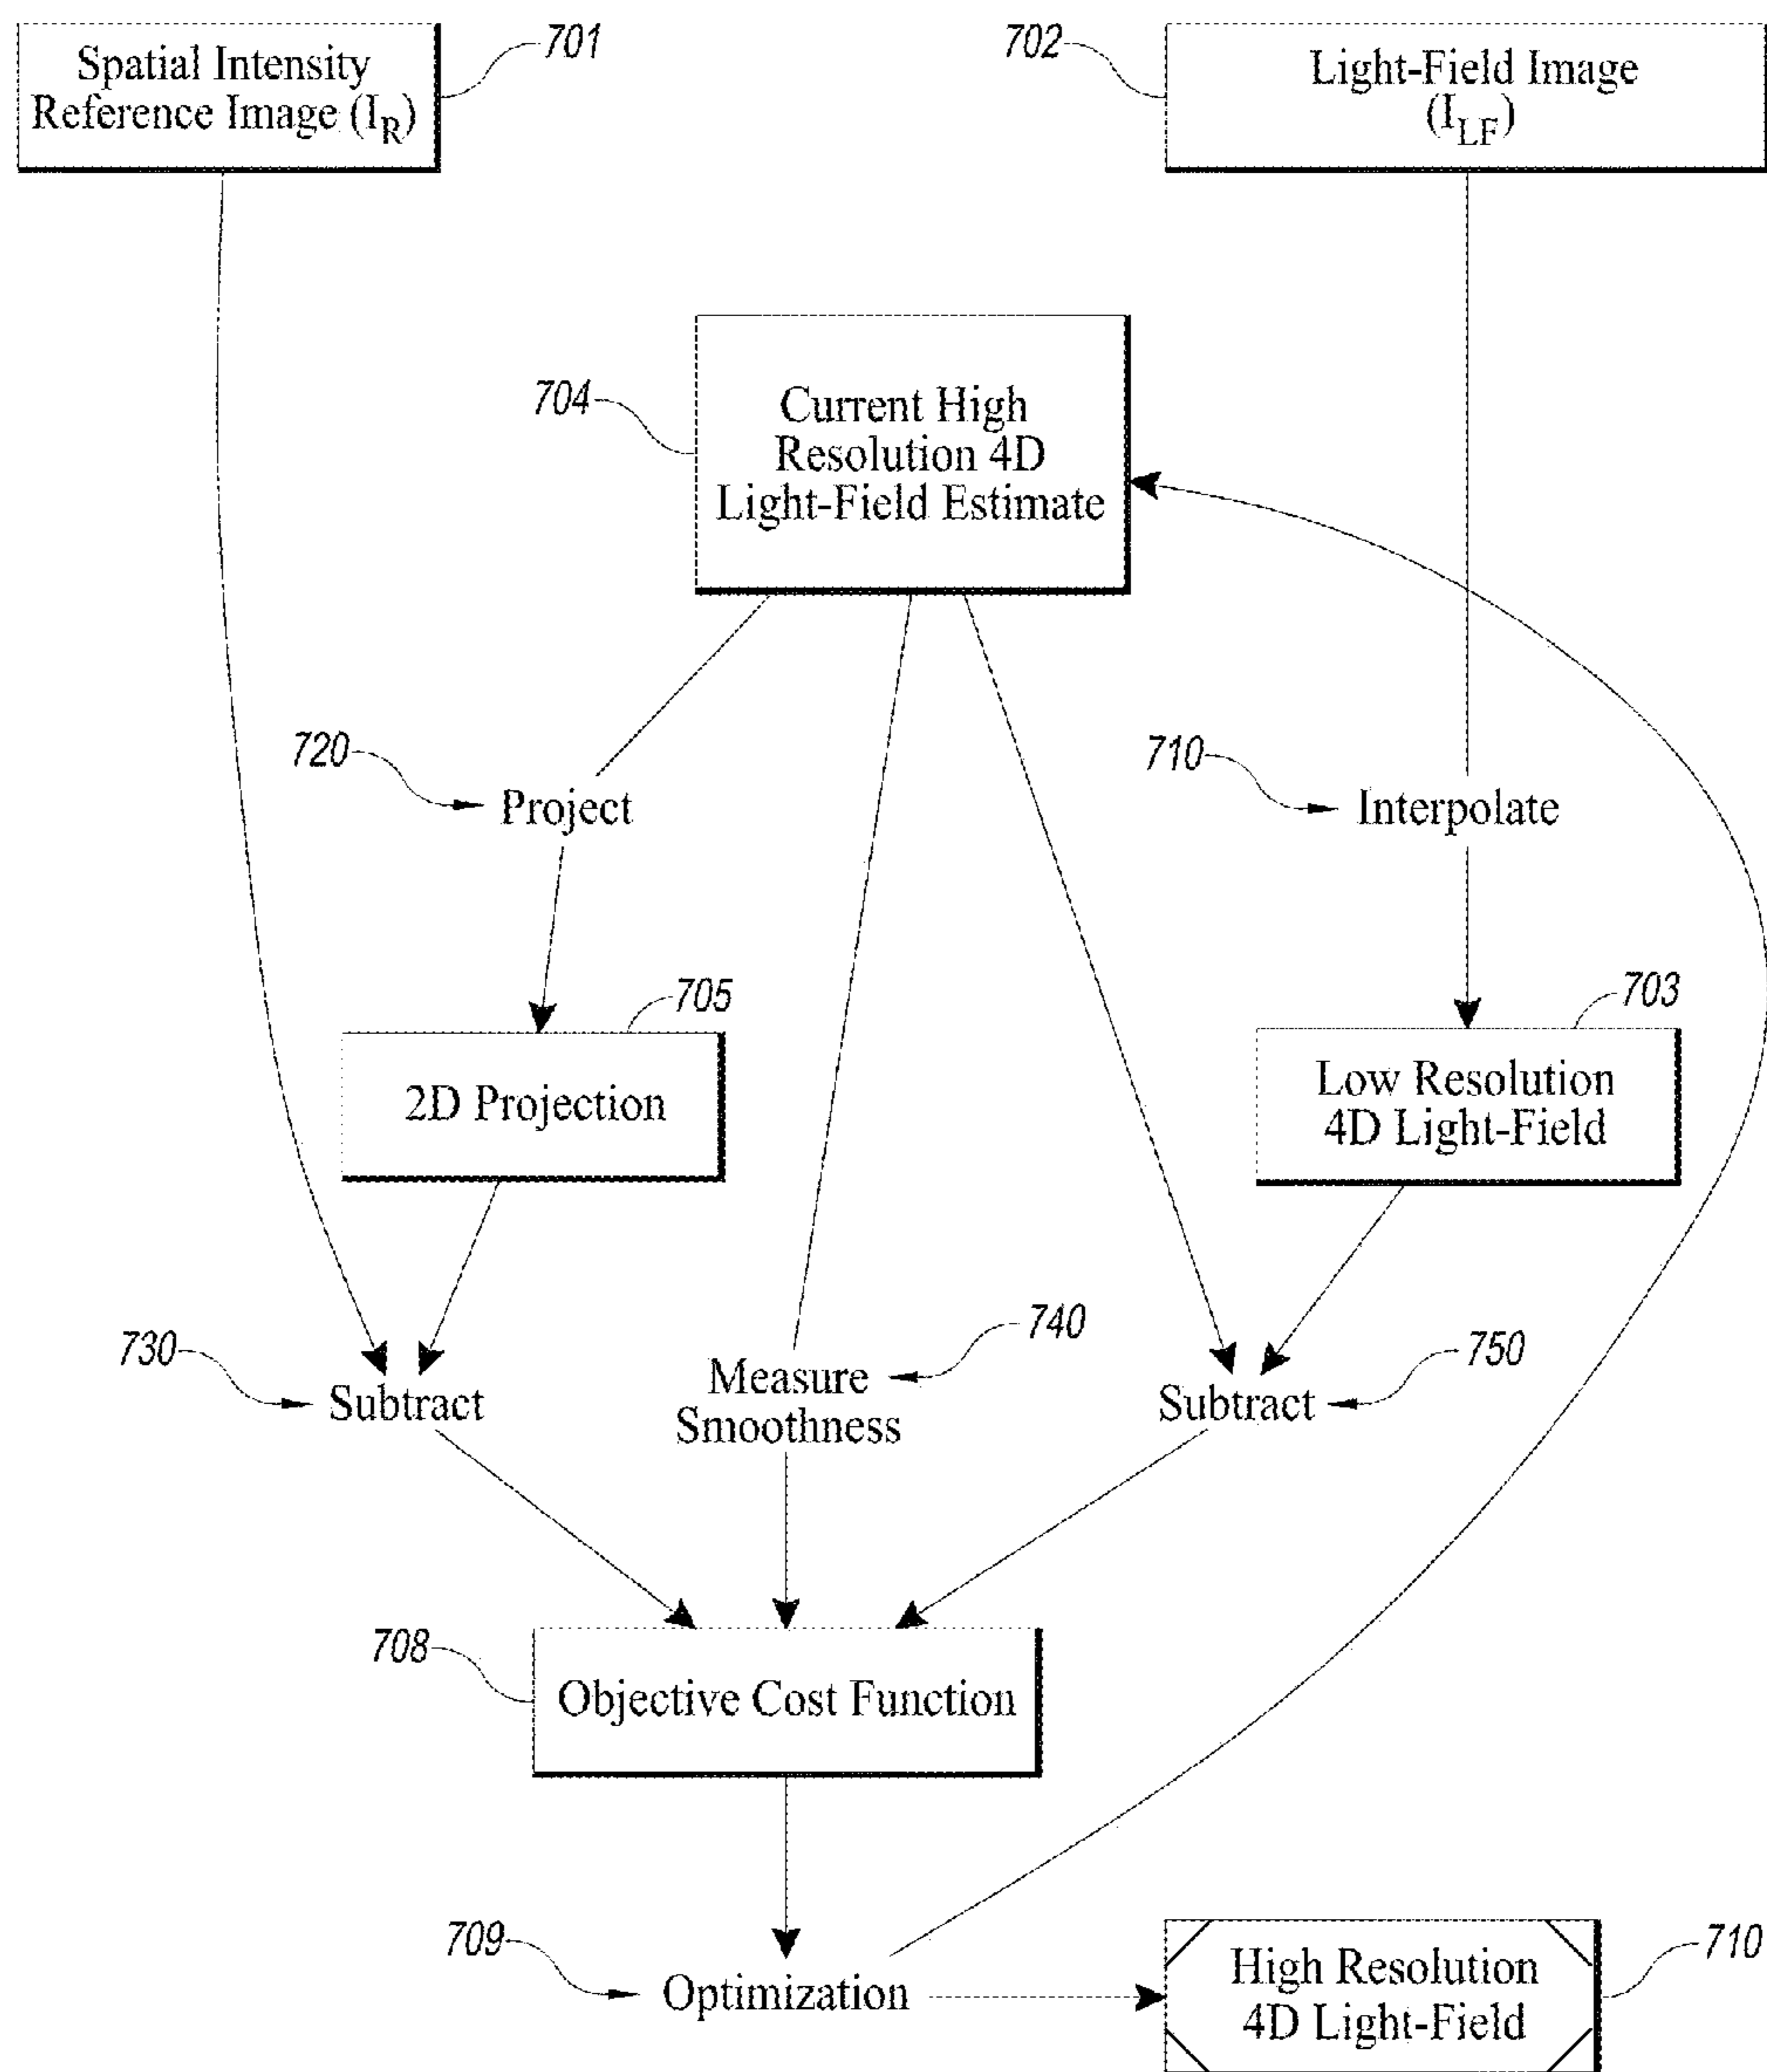 Spatial Intensity
Reference Image (I_R)
701
702
Light-Field Image
(I_LF)
704
Current High
Resolution 4D
Light-Field Estimate
720
Project
710
Interpolate
705
2D Projection
703
Low Resolution
4D Light-Field
730
Subtract
Measure
Smoothness
740
Subtract
750
708
Objective Cost Function
709
Optimization
High Resolution
4D Light-Field
710